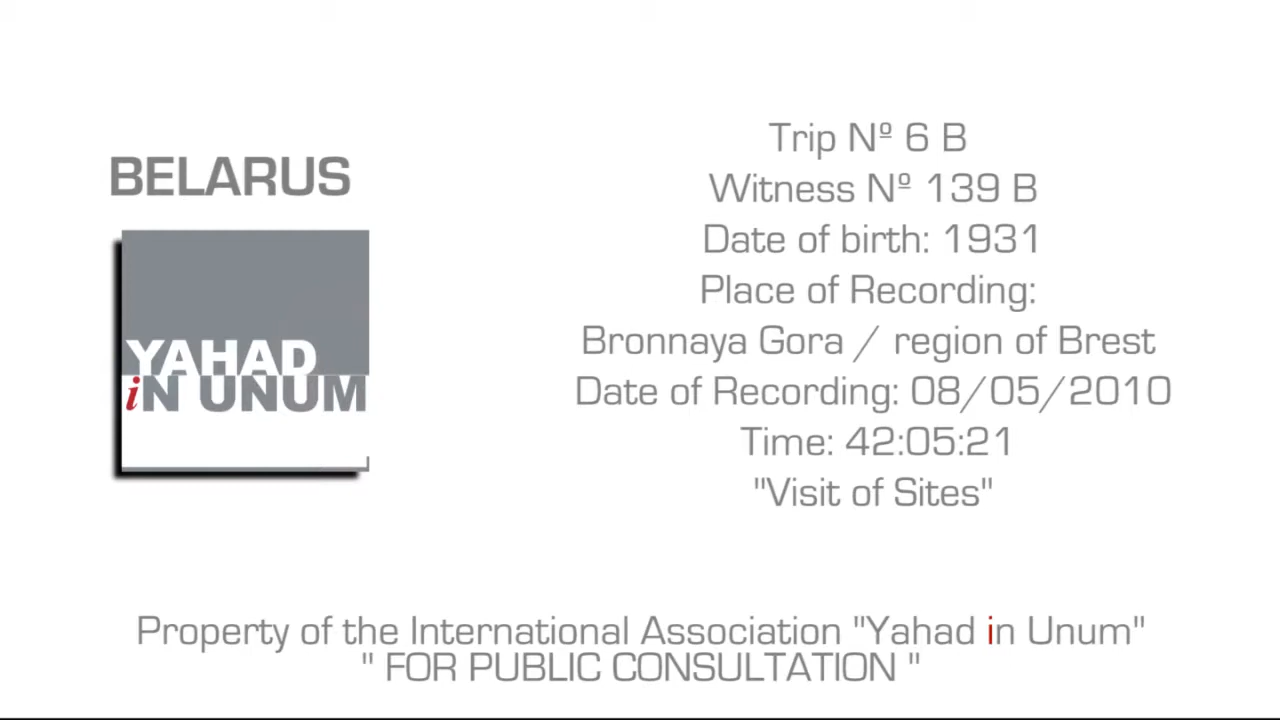 BELARUS
YAHAD
iN UNUM
Trip Nº 6 B
Witness Nº 139 B
Date of birth: 1931
Place of Recording:
Bronnaya Gora / region of Brest
Date of Recording: 08/05/2010
Time: 42:05:21
"Visit of Sites"
Property of the International Association "Yahad in Unum"
" FOR PUBLIC CONSULTATION "